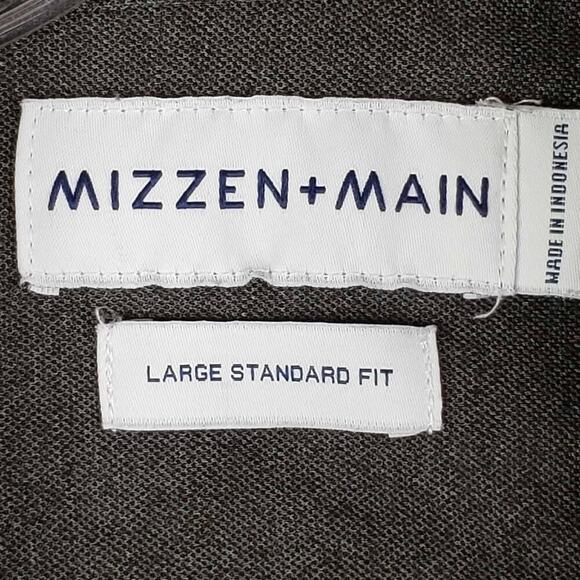 MIZZEN+MAIN
MADE IN INDONESIA
LARGE STANDARD FIT